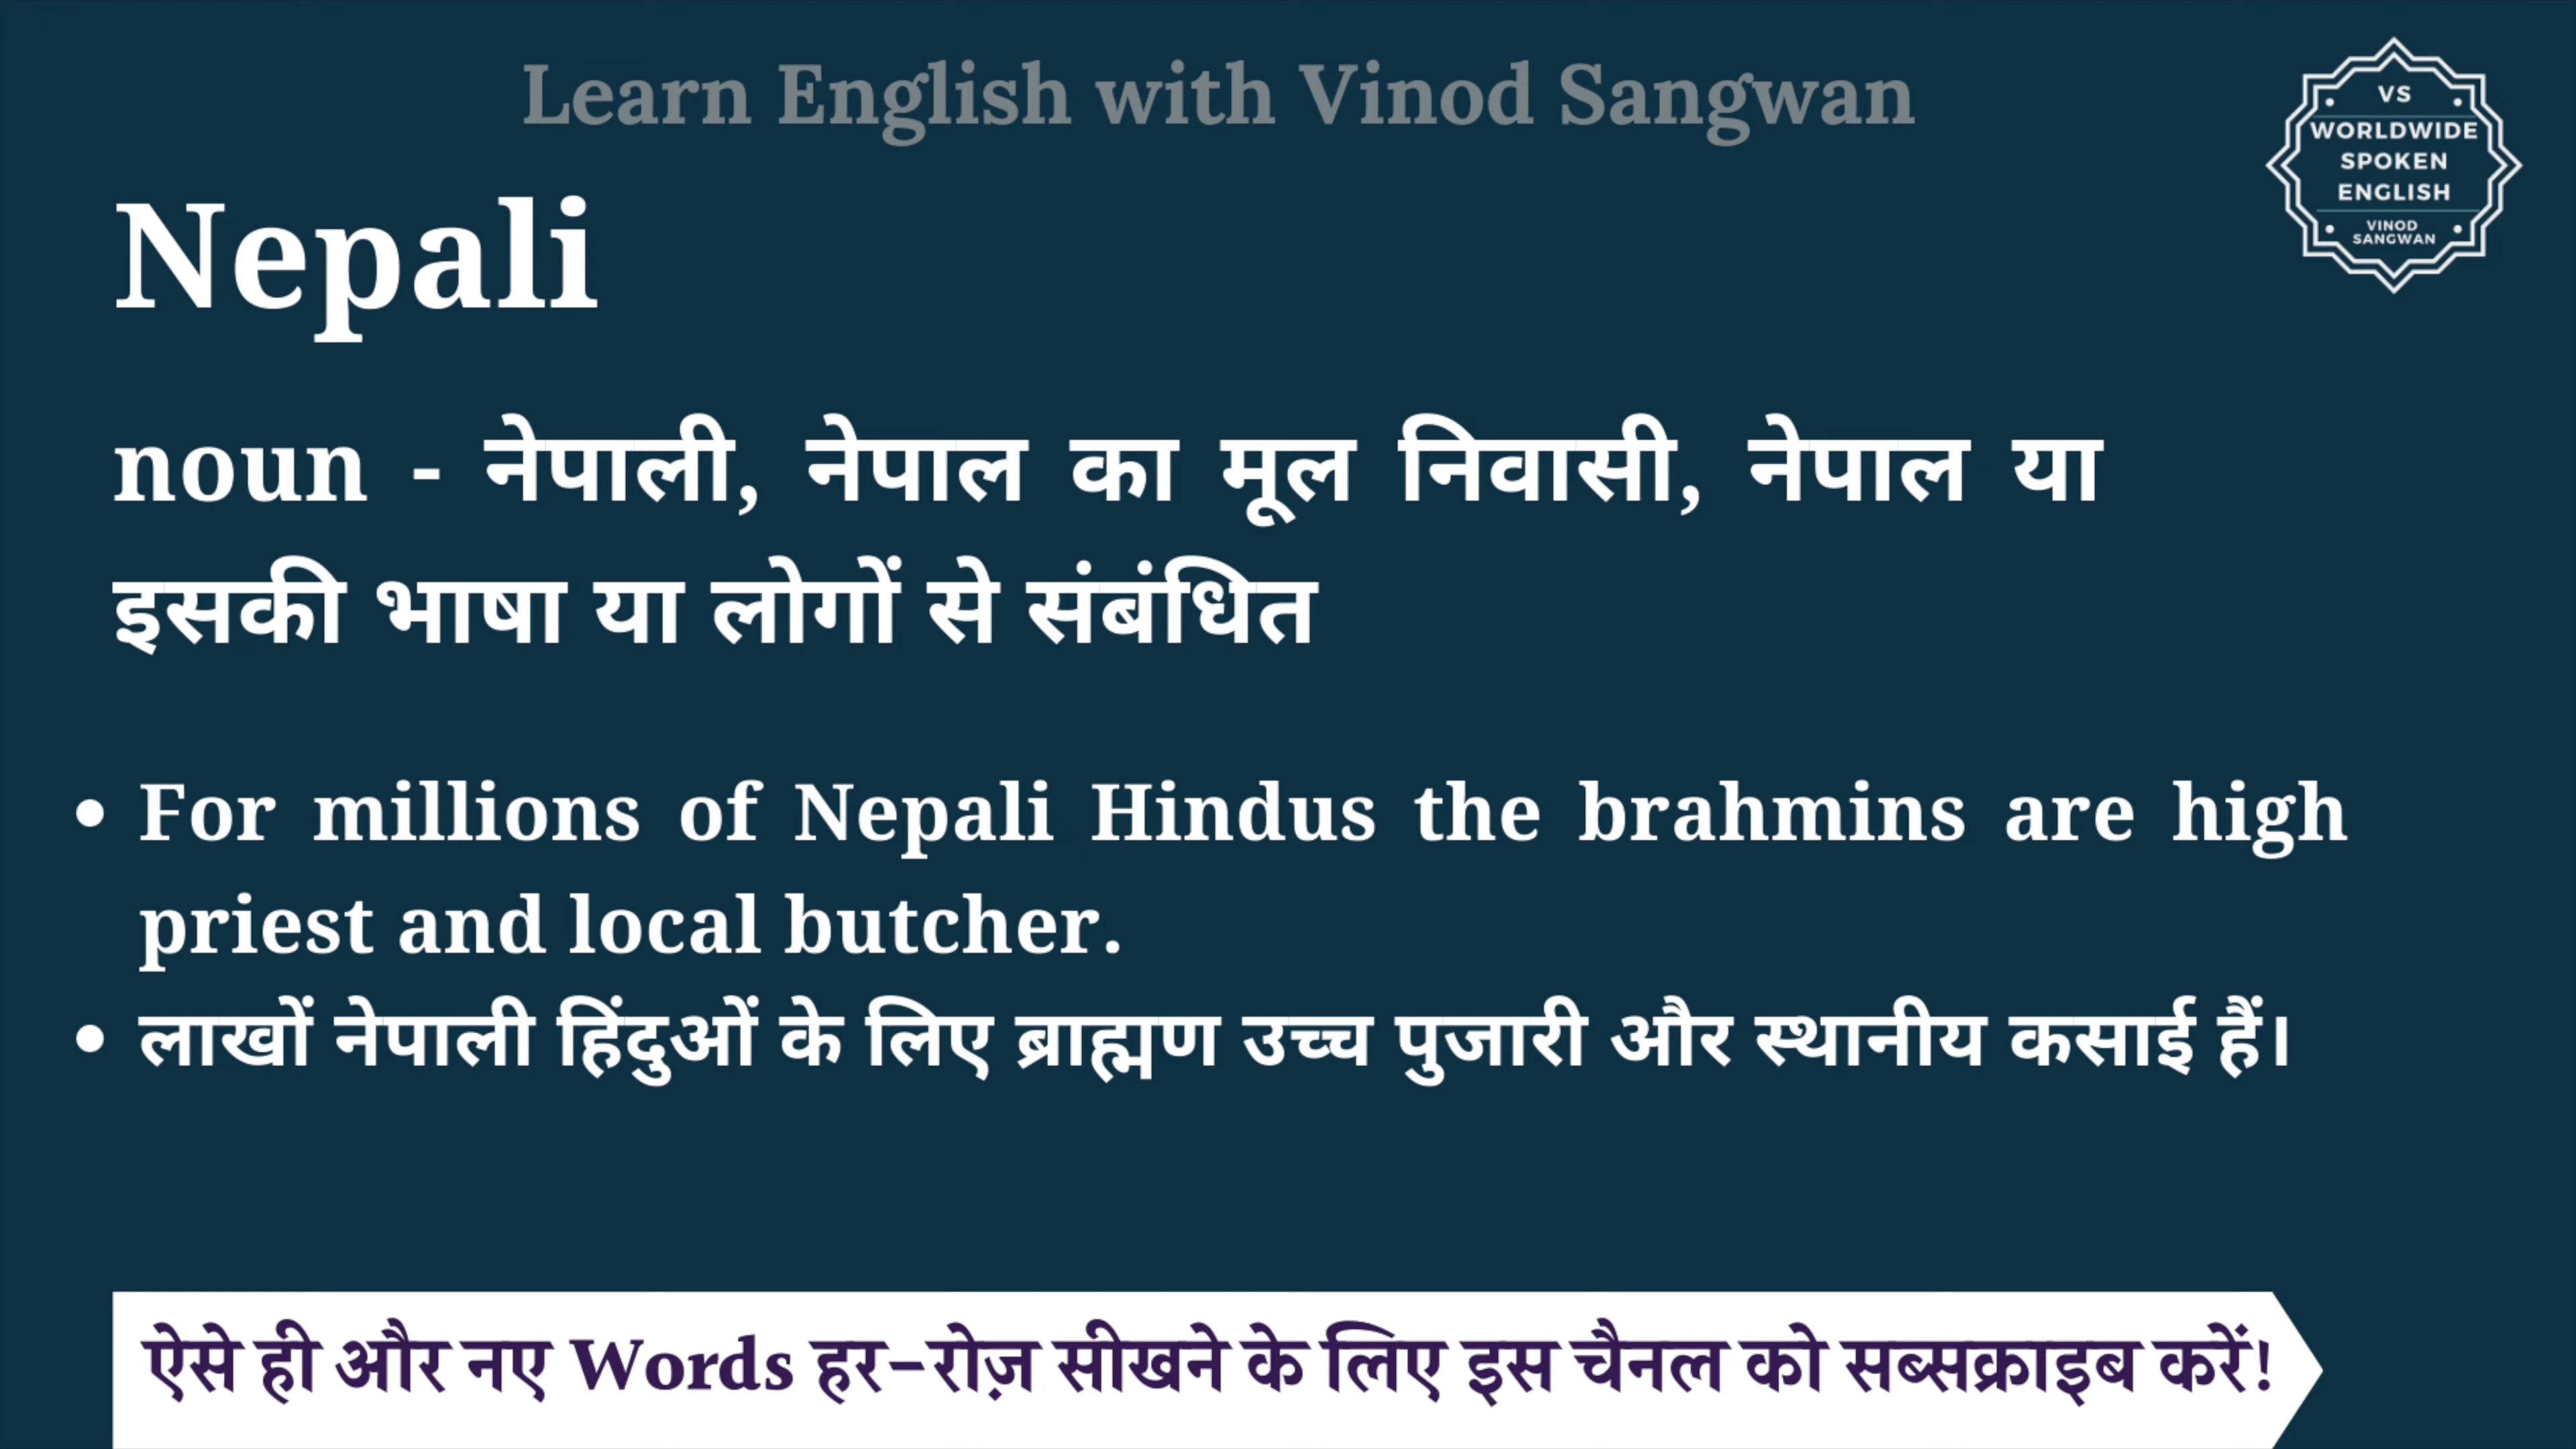 Learn English with Vinod Sangwan
VS
WORLDWIDE
SPOKEN
ENGLISH
VINOD
SANGWAN
Nepali
noun - नेपाली, नेपाल का मूल निवासी, नेपाल या
इसकी भाषा या लोगों से संबंधित
• For millions of Nepali Hindus the brahmins are high
priest and local butcher.
• लाखों नेपाली हिंदुओं के लिए ब्राह्मण उच्च पुजारी और स्थानीय कसाई हैं।
ऐसे ही और नए Words हर-रोज़ सीखने के लिए इस चैनल को सब्सक्राइब करें!